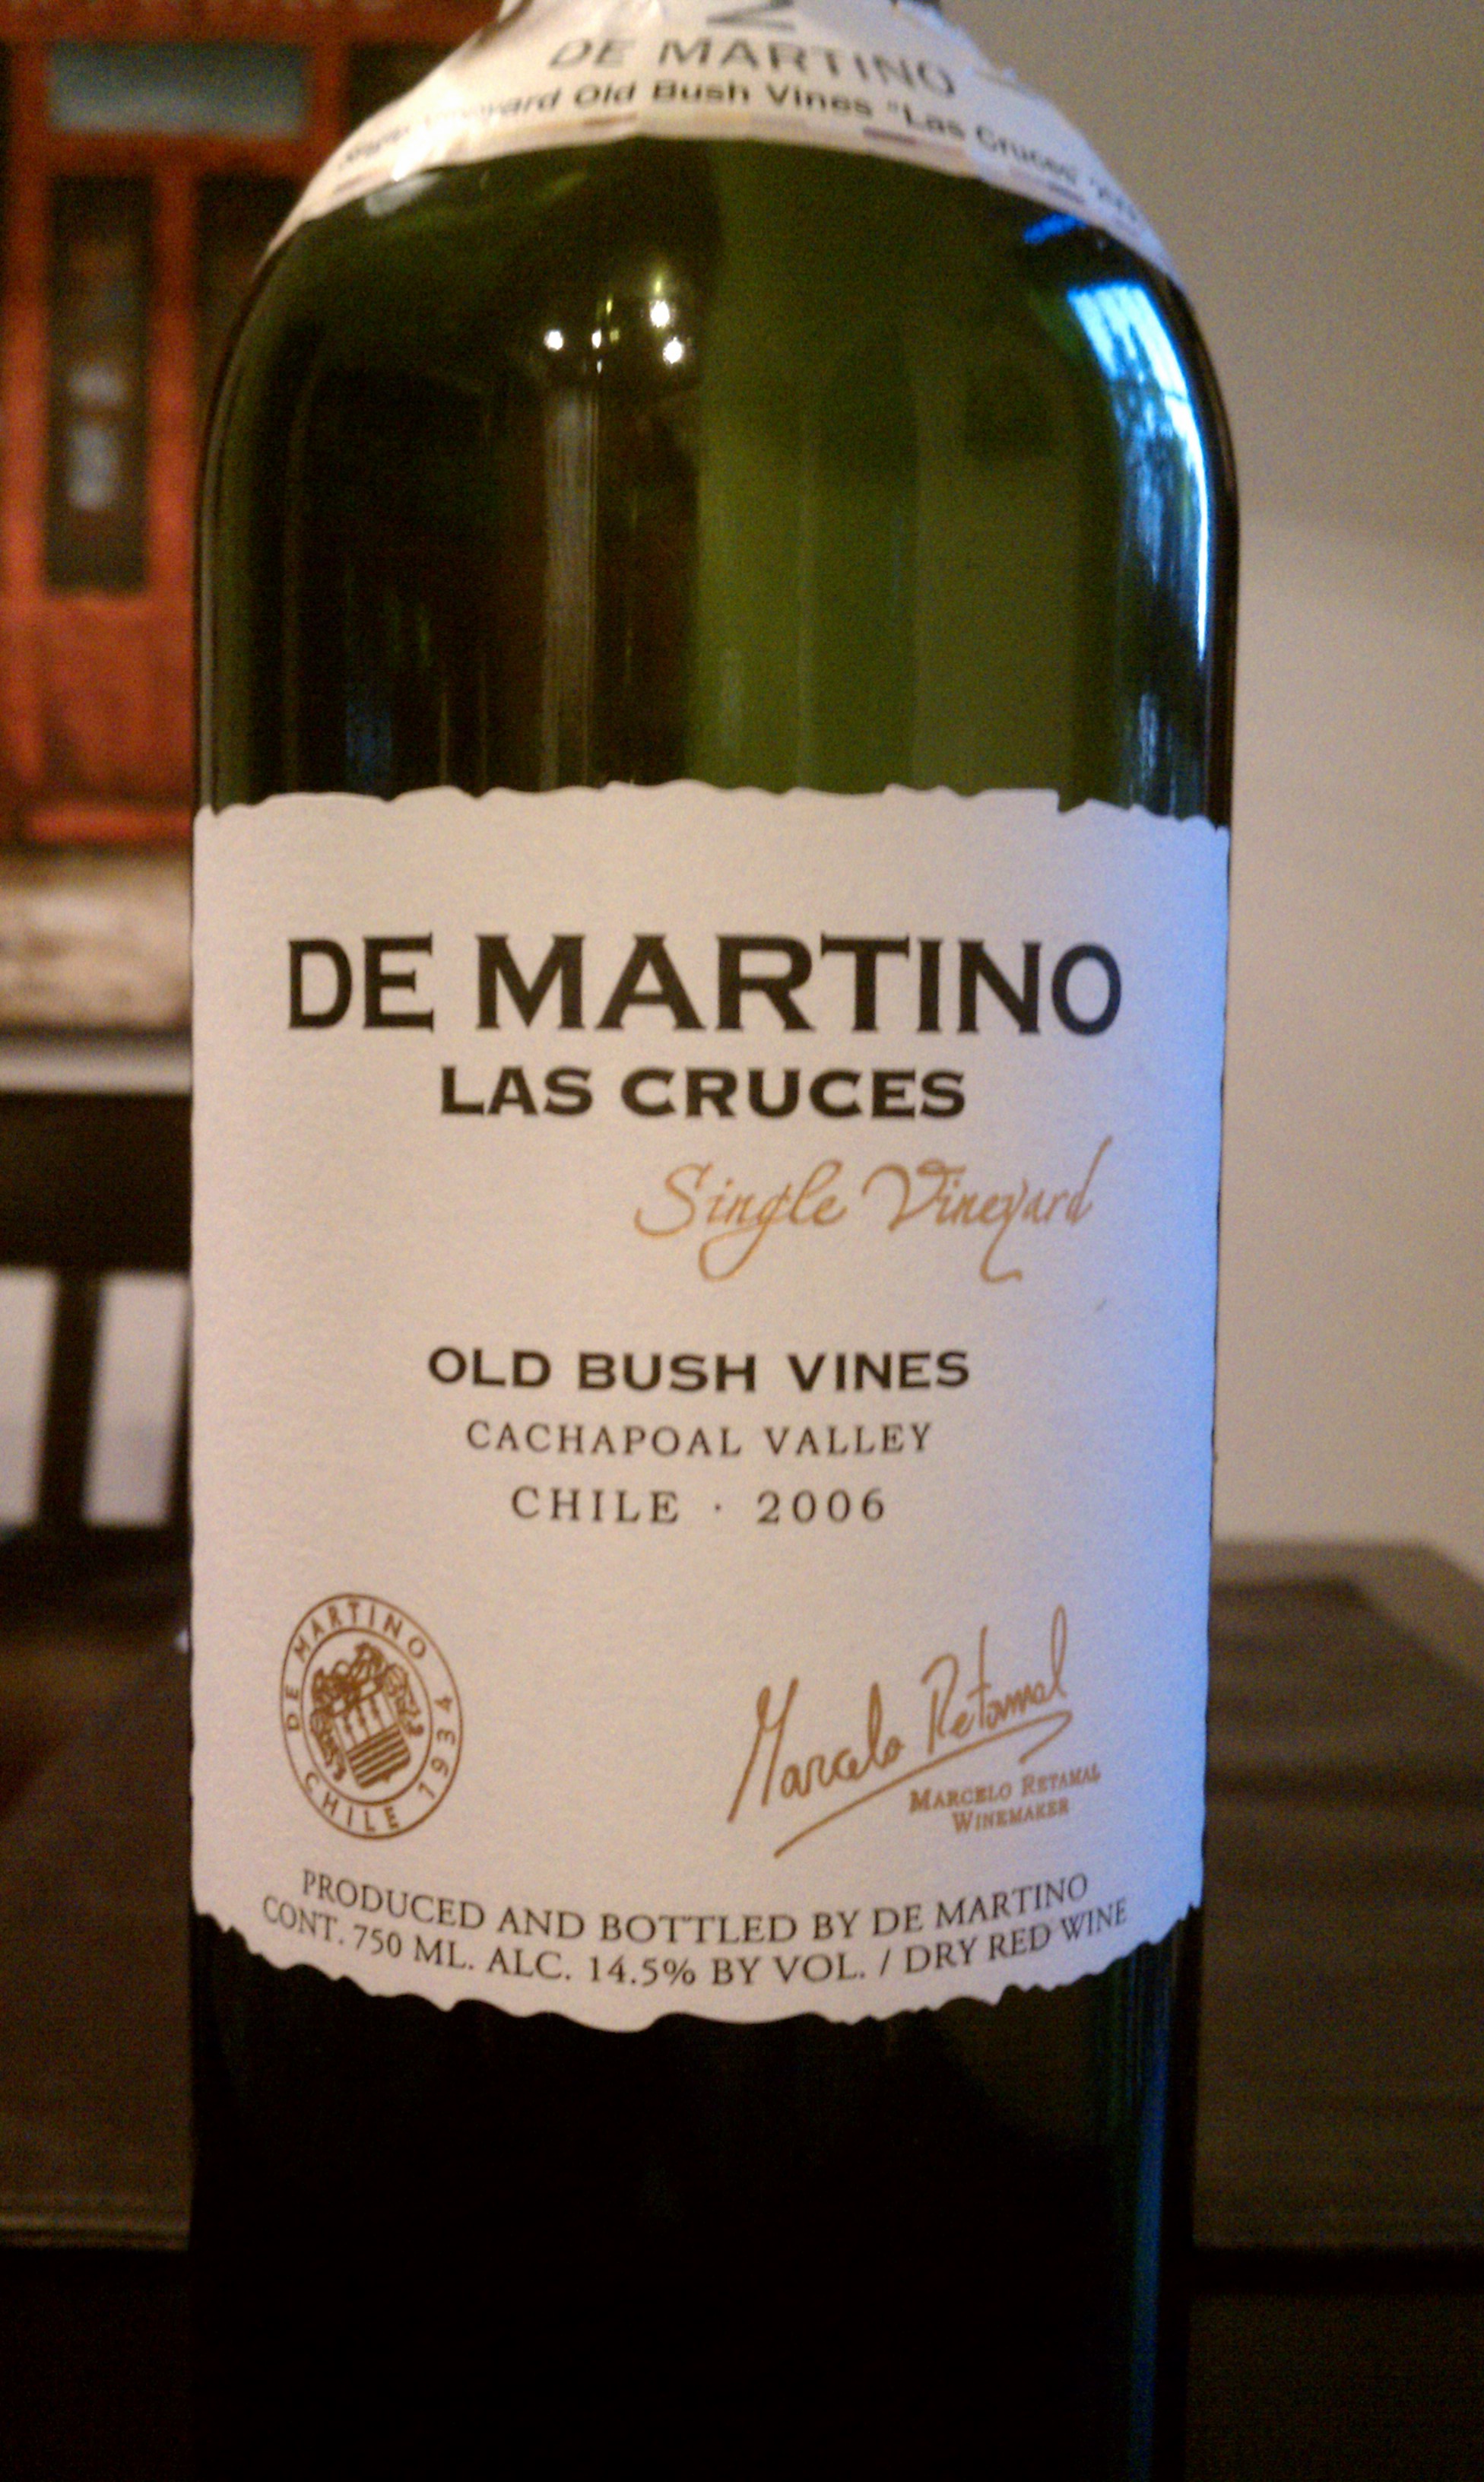 DE MARTINO
Vineyard Old Bush Vines "Las Cruces"
DE MARTINO
LAS CRUCES
Single Vineyard
OLD BUSH VINES
CACHAPOAL VALLEY
CHILE · 2006
DE MARTINO
CHILE 1934
Marcelo Retamal
MARCELO RETAMAL
WINEMAKER
PRODUCED AND BOTTLED BY DE MARTINO
CONT. 750 ML. ALC. 14.5% BY VOL. / DRY RED WINE